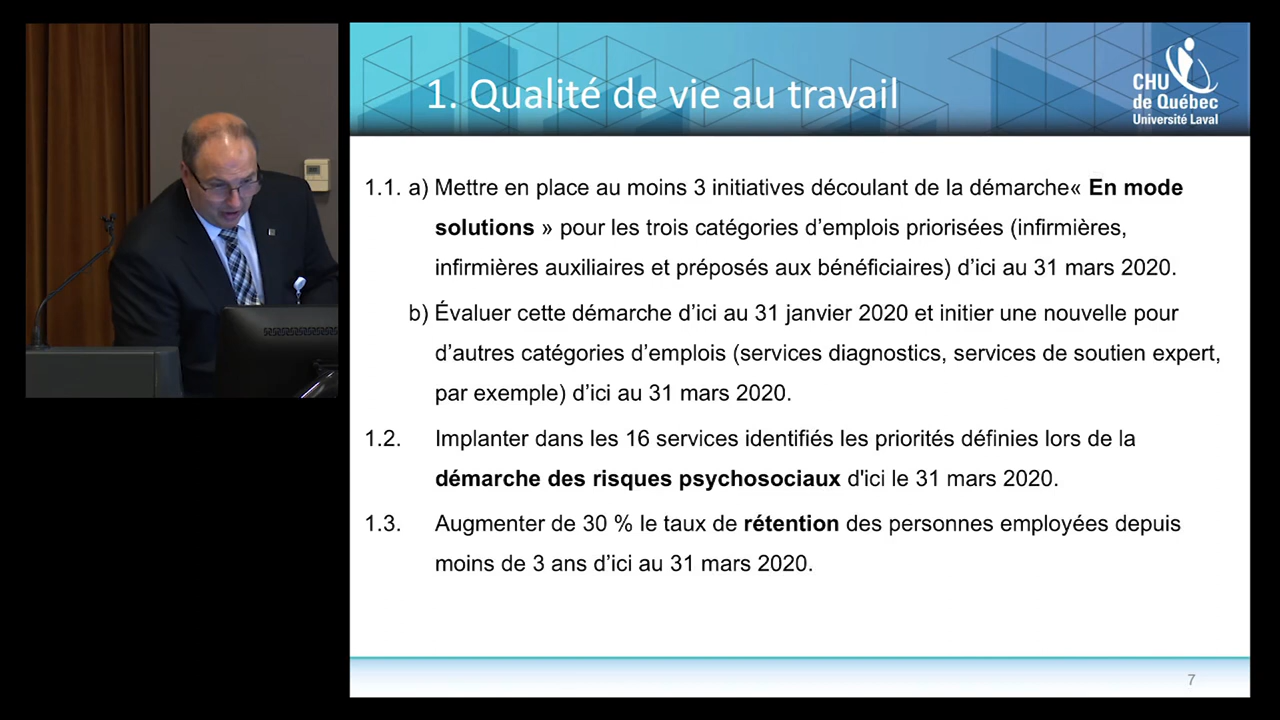 1. Qualité de vie au travail
CHU
de Québec
Université Laval
1.1. a) Mettre en place au moins 3 initiatives découlant de la démarche« En mode
solutions » pour les trois catégories d’emplois priorisées (infirmières,
infirmières auxiliaires et préposés aux bénéficiaires) d’ici au 31 mars 2020.
b) Évaluer cette démarche d’ici au 31 janvier 2020 et initier une nouvelle pour
d’autres catégories d’emplois (services diagnostics, services de soutien expert,
par exemple) d’ici au 31 mars 2020.
1.2. Implanter dans les 16 services identifiés les priorités définies lors de la
démarche des risques psychosociaux d'ici le 31 mars 2020.
1.3. Augmenter de 30 % le taux de rétention des personnes employées depuis
moins de 3 ans d’ici au 31 mars 2020.
7